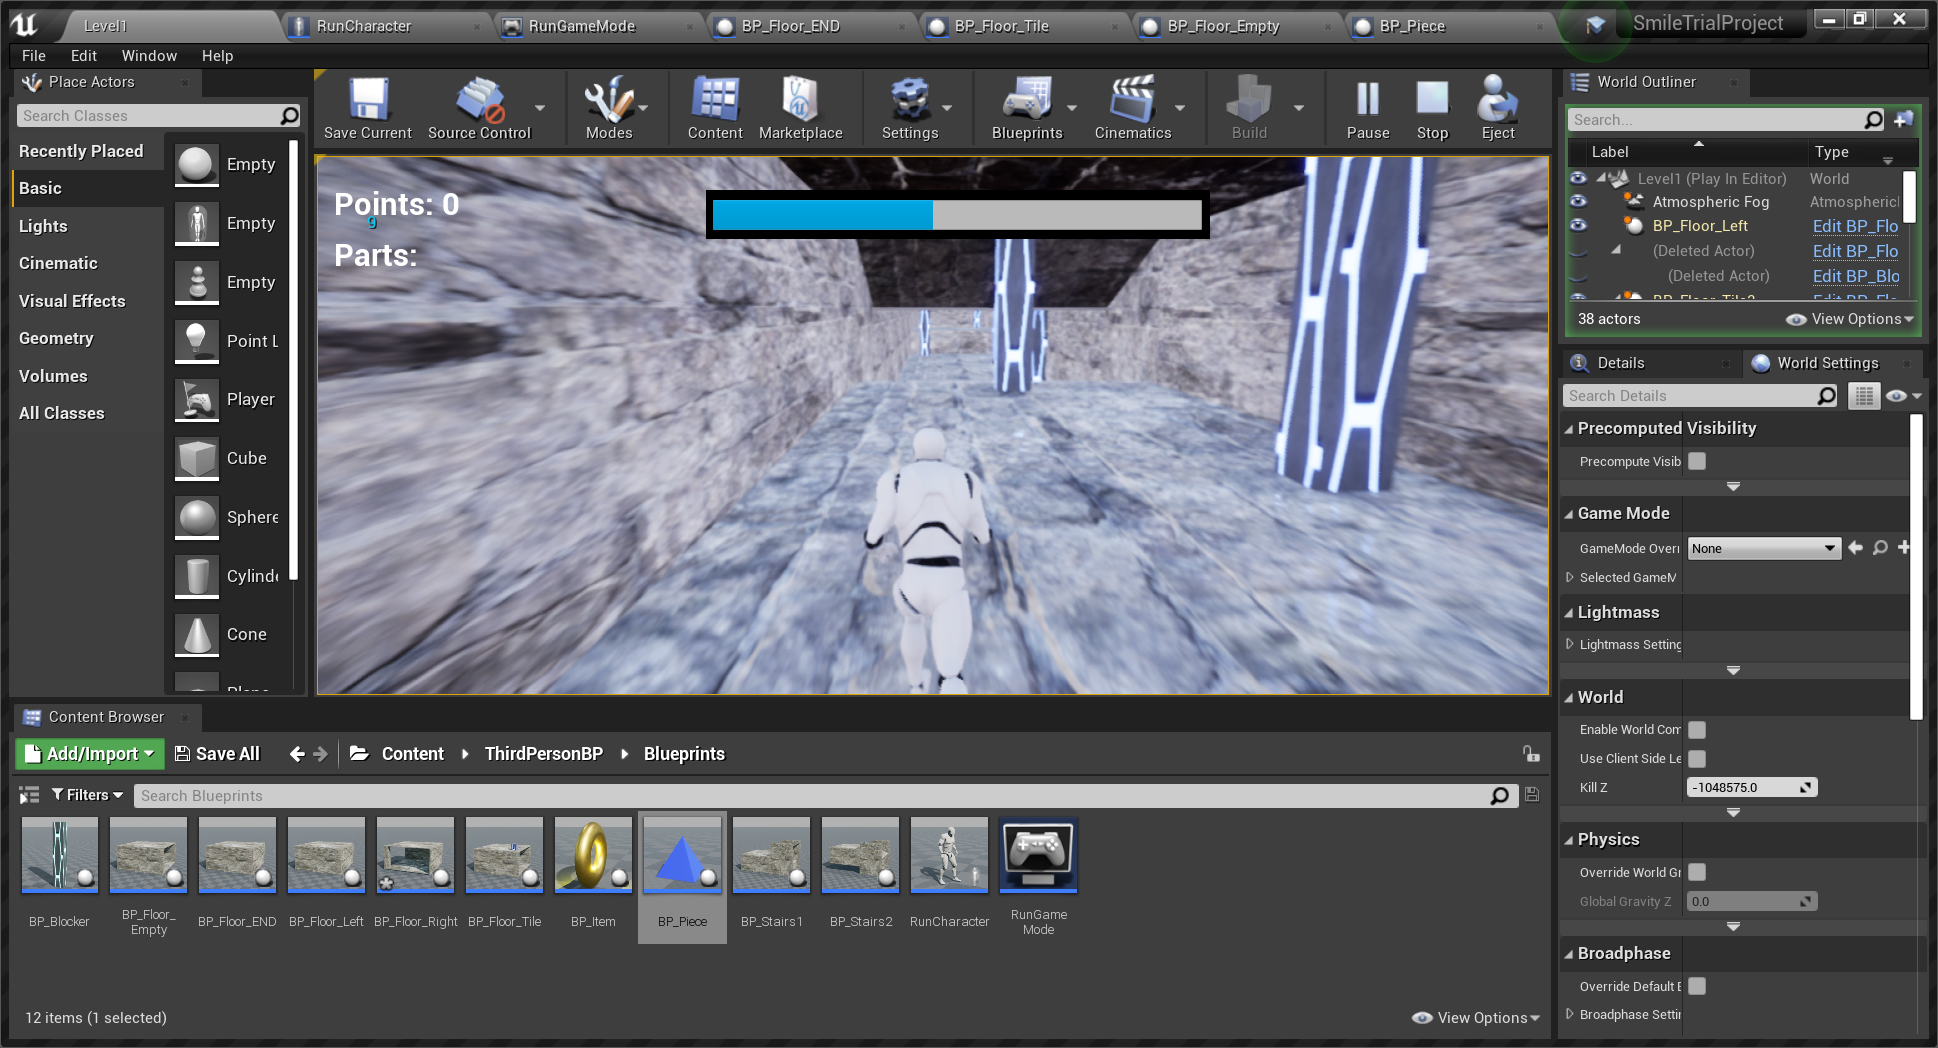 Level1
RunCharacter
RunGameMode
BP_Floor_END
BP_Floor_Tile
BP_Floor_Empty
BP_Piece
SmileTrialProject
File
Edit
Window
Help
Place Actors
Search Classes
Recently Placed
Basic
Lights
Cinematic
Visual Effects
Geometry
Volumes
All Classes
Empty
Empty
Empty
Point L
Player
Cube
Sphere
Cylinde
Cone
Plane
Save Current
Source Control
Modes
Content
Marketplace
Settings
Blueprints
Cinematics
Build
Pause
Stop
Eject
Points: 0
g
Parts:
World Outliner
Search...
Label
Type
Level1 (Play In Editor)
World
Atmospheric Fog
Atmospheric
BP_Floor_Left
Edit BP_Flo
(Deleted Actor)
Edit BP_Flo
(Deleted Actor)
Edit BP_Blo
BP_Floor_Tile2
Edit BP_Flo
38 actors
View Options
Details
World Settings
Search Details
Precomputed Visibility
Precompute Visib
Game Mode
GameMode Overr
None
Selected GameM
Lightmass
Lightmass Setting
World
Enable World Com
Use Client Side Le
Kill Z
-1048575.0
Physics
Override World Gr
Global Gravity Z
0.0
Broadphase
Override Default B
Broadphase Settin
Content Browser
Add/Import
Save All
Content
ThirdPersonBP
Blueprints
Filters
Search Blueprints
BP_Blocker
BP_Floor_
Empty
BP_Floor_END
BP_Floor_Left
BP_Floor_Right
BP_Floor_Tile
BP_Item
BP_Piece
BP_Stairs1
BP_Stairs2
RunCharacter
RunGame
Mode
12 items (1 selected)
View Options